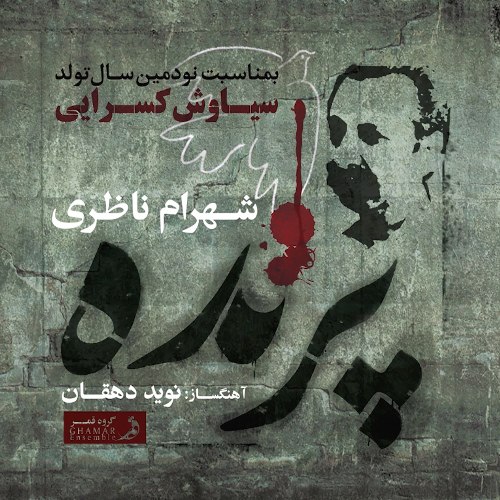 بمناسبت نودمین سال تولد
سیاوش کسرایی
شهرام ناظری
پرنده
آهنگساز: نوید دهقان
گروه قمر
GHAMAR
Ensemble